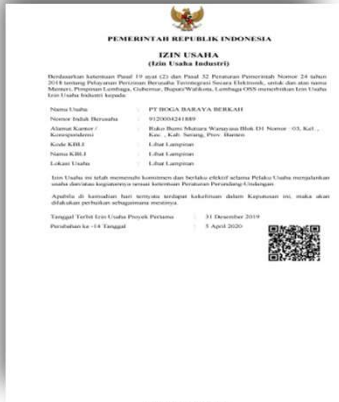 PEMERINTAH REPUBLIK INDONESIA
IZIN USAHA
(Izin Usaha Industri)
Berdasarkan ketentuan Pasal 19 ayat (2) dan Pasal 32 Peraturan Pemerintah Nomor 24 tahun
2018 tentang Pelayanan Perizinan Berusaha Terintegrasi Secara Elektronik, untuk dan atas nama
Menteri, Pimpinan Lembaga, Gubernur, Bupati/Walikota, Lembaga OSS menerbitkan Izin Usaha
Izin Usaha Industri kepada:
Nama Usaha : PT BOGA BARAYA BERKAH
Nomor Induk Berusaha : 9120004241889
Alamat Kantor / Korespondensi : Ruko Bumi Mutiara Wanayasa Blok D1 Nomor : 03, Kel. ,
Kec. , Kab. Serang, Prov. Banten
Kode KBLI : Lihat Lampiran
Nama KBLI : Lihat Lampiran
Lokasi Usaha : Lihat Lampiran
Izin Usaha ini telah memenuhi komitmen dan berlaku efektif selama Pelaku Usaha menjalankan
usaha dan/atau kegiatannya sesuai ketentuan Peraturan Perundang-Undangan.
Apabila di kemudian hari ternyata terdapat kekeliruan dalam Keputusan ini, maka akan
dilakukan perbaikan sebagaimana mestinya.
Tanggal Terbit Izin Usaha Proyek Pertama : 31 Desember 2019
Perubahan ke -14 Tanggal : 5 April 2020